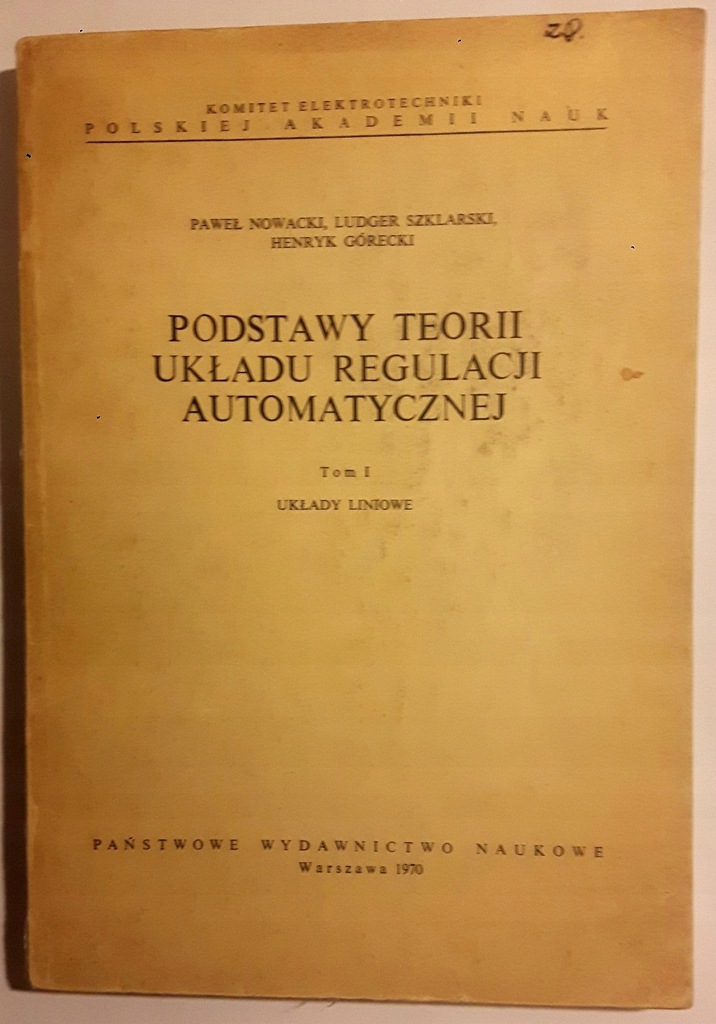 KOMITET ELEKTROTECHNIKI
POLSKIEJ AKADEMII NAUK
PAWEŁ NOWACKI, LUDGER SZKLARSKI,
HENRYK GÓRECKI
PODSTAWY TEORII
UKŁADU REGULACJI
AUTOMATYCZNEJ
Tom I
UKŁADY LINIOWE
PAŃSTWOWE WYDAWNICTWO NAUKOWE
Warszawa 1970